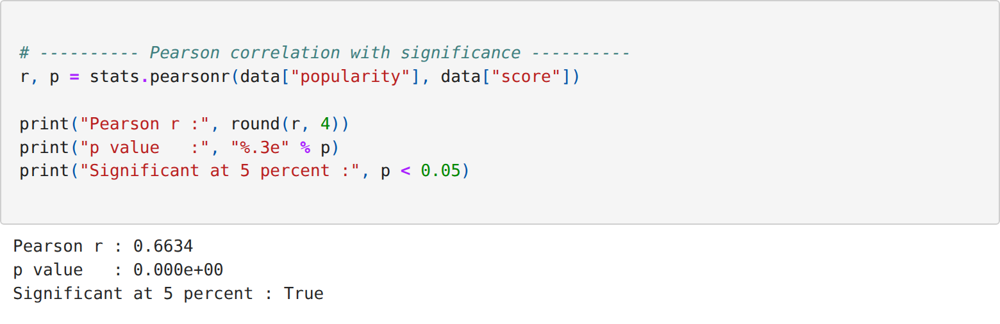 # ---------- Pearson correlation with significance ----------
r, p = stats.pearsonr(data["popularity"], data["score"])
print("Pearson r :", round(r, 4))
print("p value   :", "%.3e" % p)
print("Significant at 5 percent :", p < 0.05)
Pearson r : 0.6634
p value   : 0.000e+00
Significant at 5 percent : True